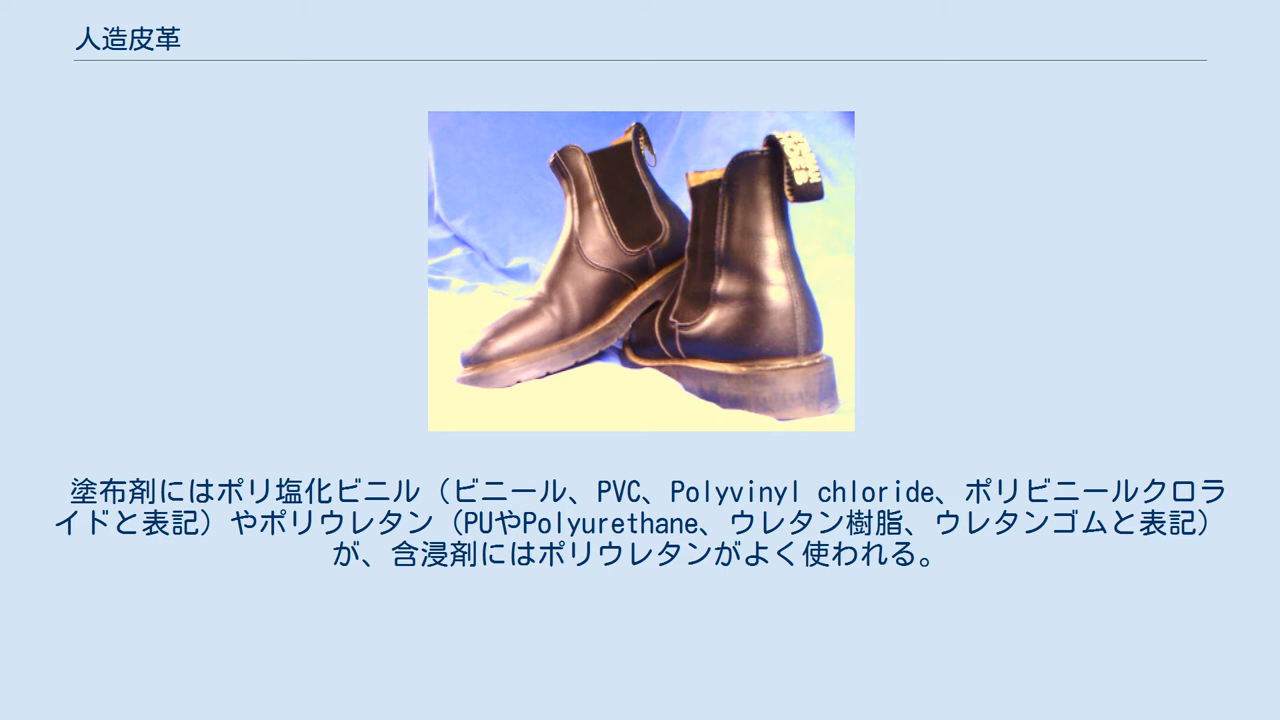 人造皮革
塗布剤にはポリ塩化ビニル（ビニール、PVC、Polyvinyl chloride、ポリビニールクロラ
イドと表記）やポリウレタン（PUやPolyurethane、ウレタン樹脂、ウレタンゴムと表記）
が、含浸剤にはポリウレタンがよく使われる。